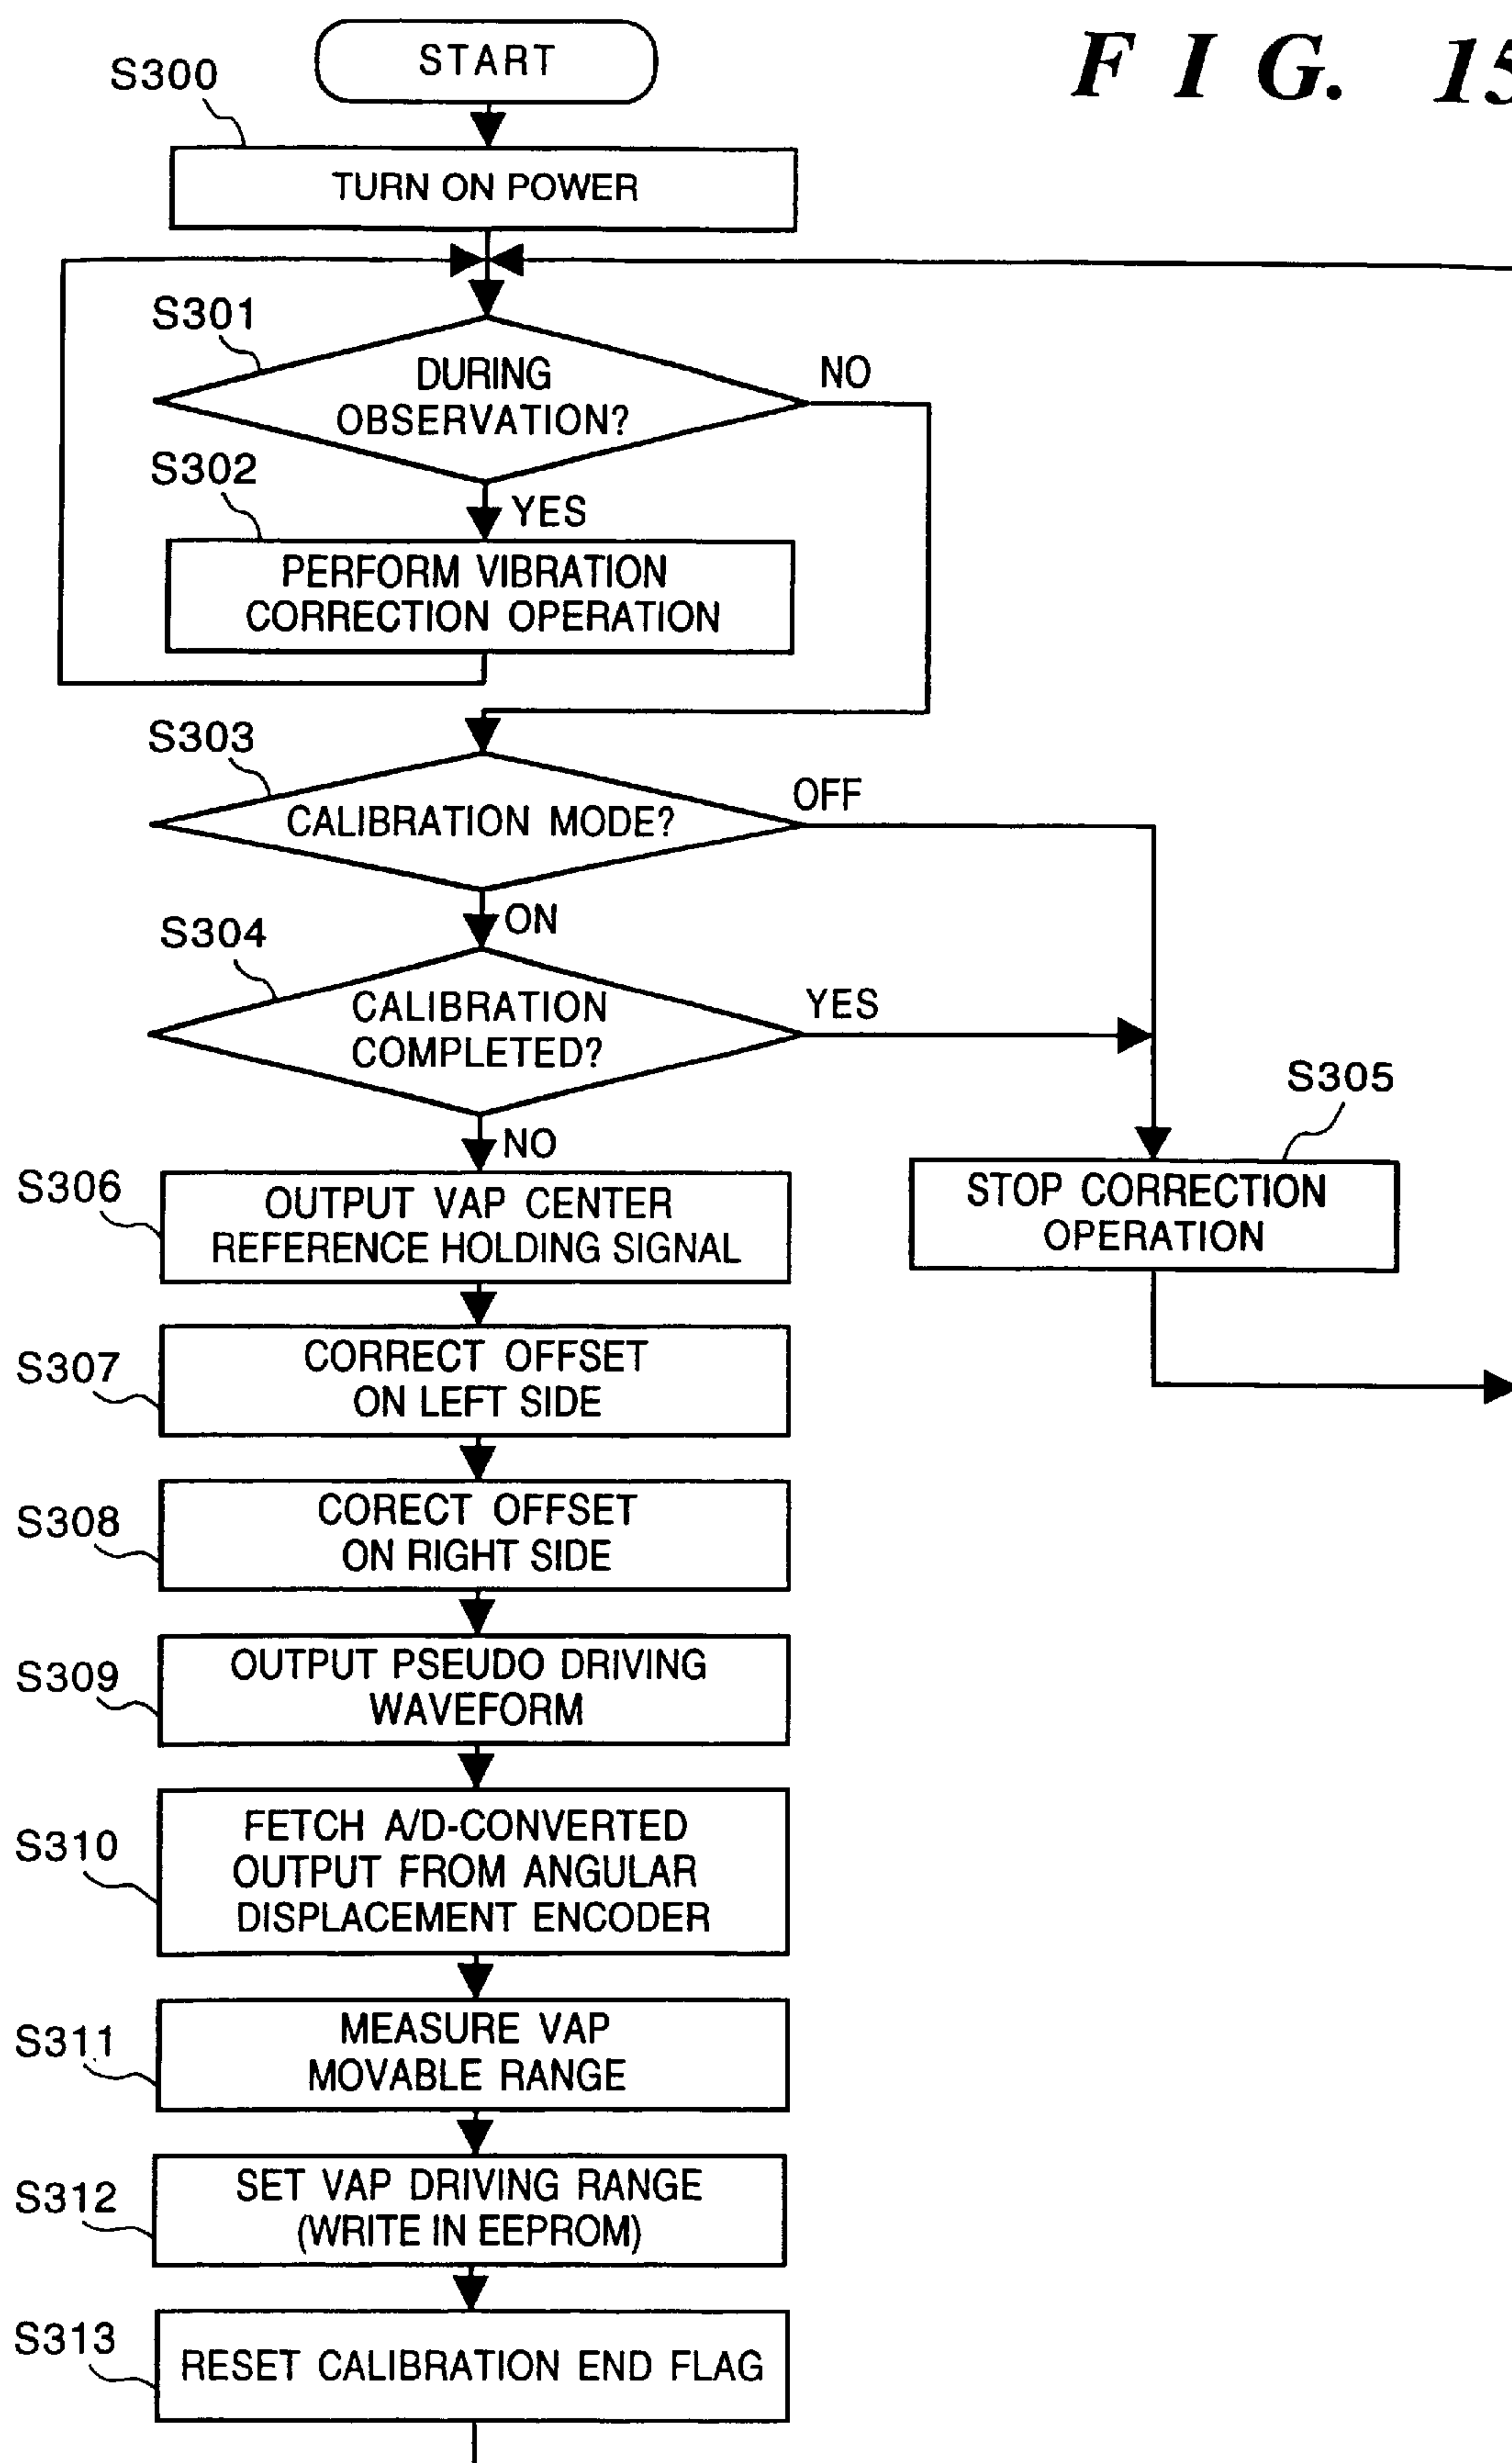 F I G. 15
START
S300
TURN ON POWER
S301
DURING
OBSERVATION?
NO
S302
YES
PERFORM VIBRATION
CORRECTION OPERATION
S303
CALIBRATION MODE?
OFF
ON
S304
CALIBRATION
COMPLETED?
YES
S305
STOP CORRECTION
OPERATION
NO
S306
OUTPUT VAP CENTER
REFERENCE HOLDING SIGNAL
S307
CORRECT OFFSET
ON LEFT SIDE
S308
CORECT OFFSET
ON RIGHT SIDE
S309
OUTPUT PSEUDO DRIVING
WAVEFORM
S310
FETCH A/D-CONVERTED
OUTPUT FROM ANGULAR
DISPLACEMENT ENCODER
S311
MEASURE VAP
MOVABLE RANGE
S312
SET VAP DRIVING RANGE
(WRITE IN EEPROM)
S313
RESET CALIBRATION END FLAG